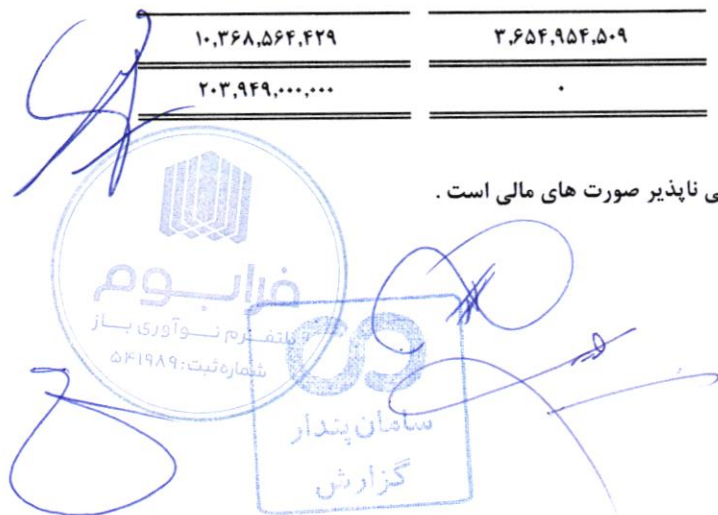 ۳,۶۵۴,۹۵۴,۵۰۹ ۱۰,۳۶۸,۵۶۴,۴۲۹
۰ ۲۰۳,۹۴۹,۰۰۰,۰۰۰
ناپذیر صورت های مالی است .
فرابوم
پلتفرم نوآوری باز
شماره ثبت: ۵۴۱۹۸۹
سامان پندار
گزارش